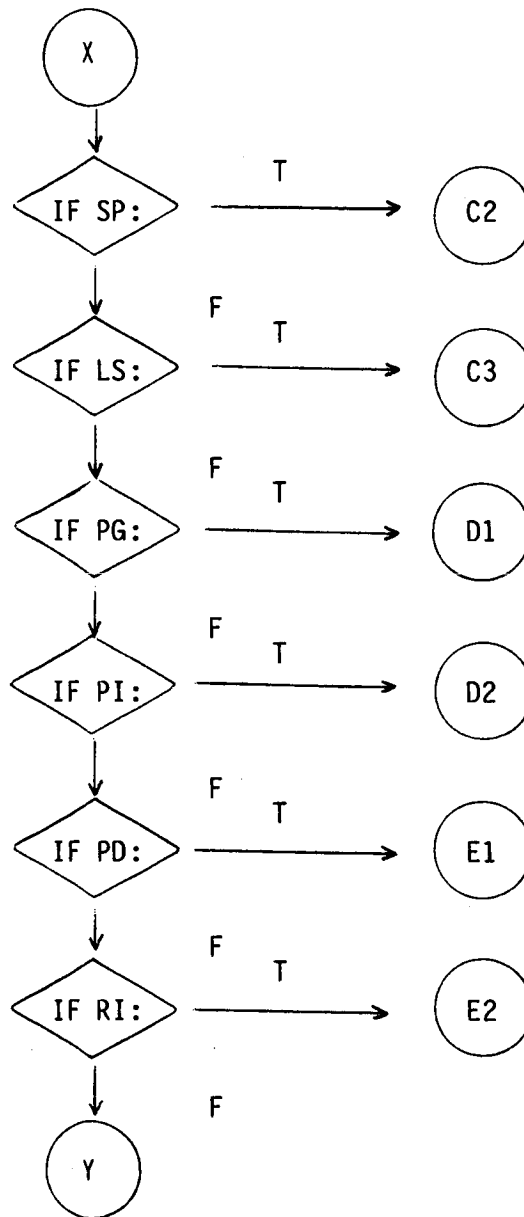 X
T
IF SP: C2
F
T
IF LS: C3
F
T
IF PG: D1
F
T
IF PI: D2
F
T
IF PD: E1
F
T
IF RI: E2
F
Y